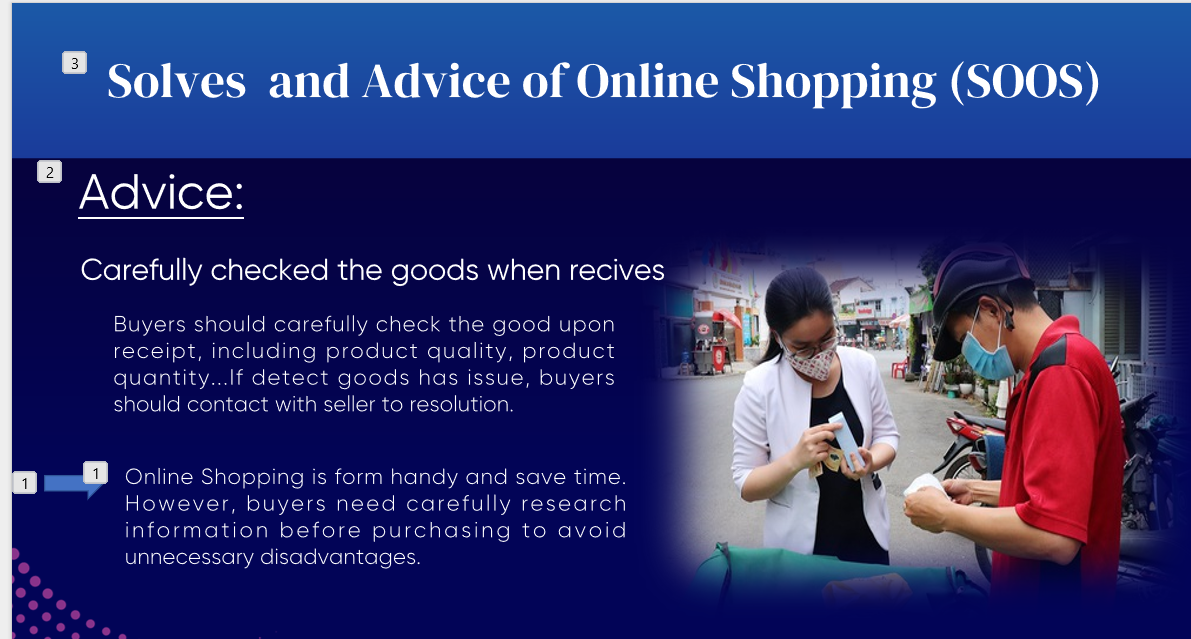 3
Solves and Advice of Online Shopping (SOOS)
2
Advice:
Carefully checked the goods when recives
Buyers should carefully check the good upon
receipt, including product quality, product
quantity...If detect goods has issue, buyers
should contact with seller to resolution.
1
1
Online Shopping is form handy and save time.
However, buyers need carefully research
information before purchasing to avoid
unnecessary disadvantages.